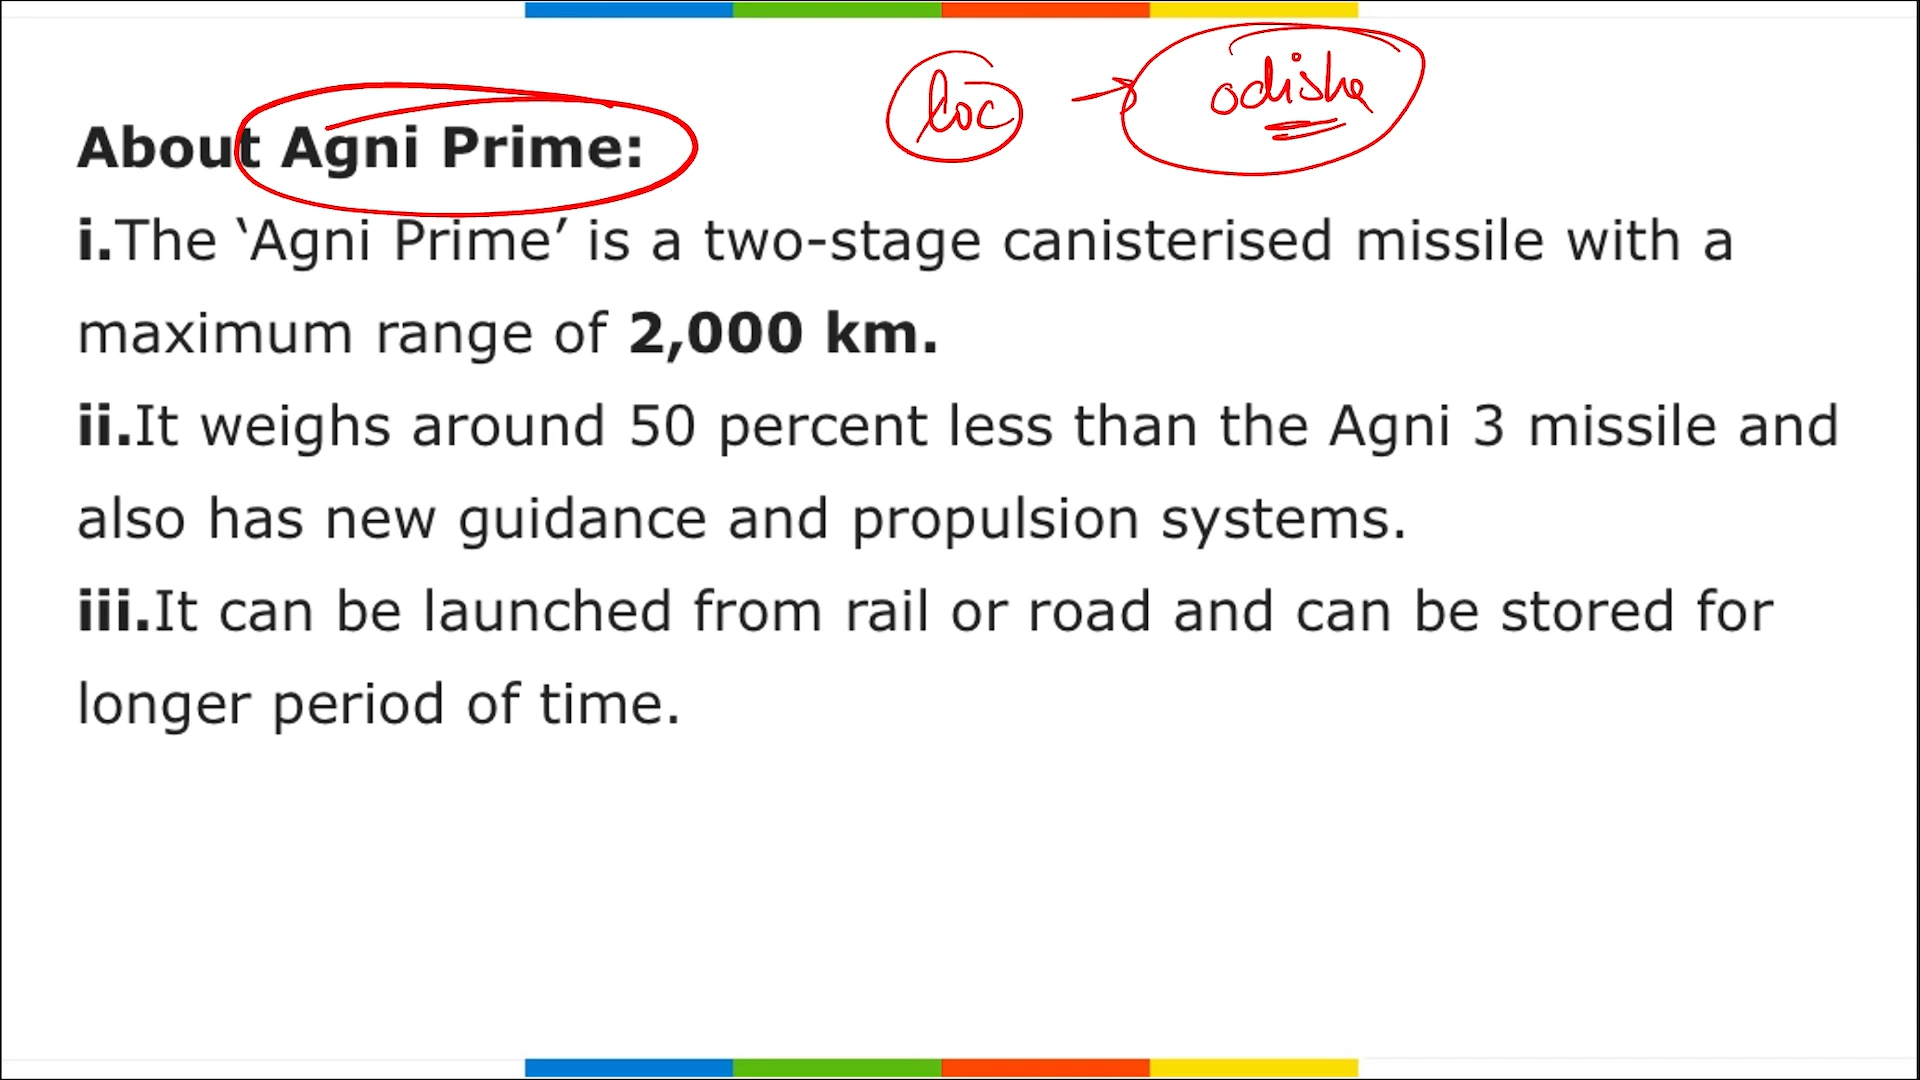 loc → odisha
About Agni Prime:
i.The ‘Agni Prime’ is a two-stage canisterised missile with a
maximum range of 2,000 km.
ii.It weighs around 50 percent less than the Agni 3 missile and
also has new guidance and propulsion systems.
iii.It can be launched from rail or road and can be stored for
longer period of time.